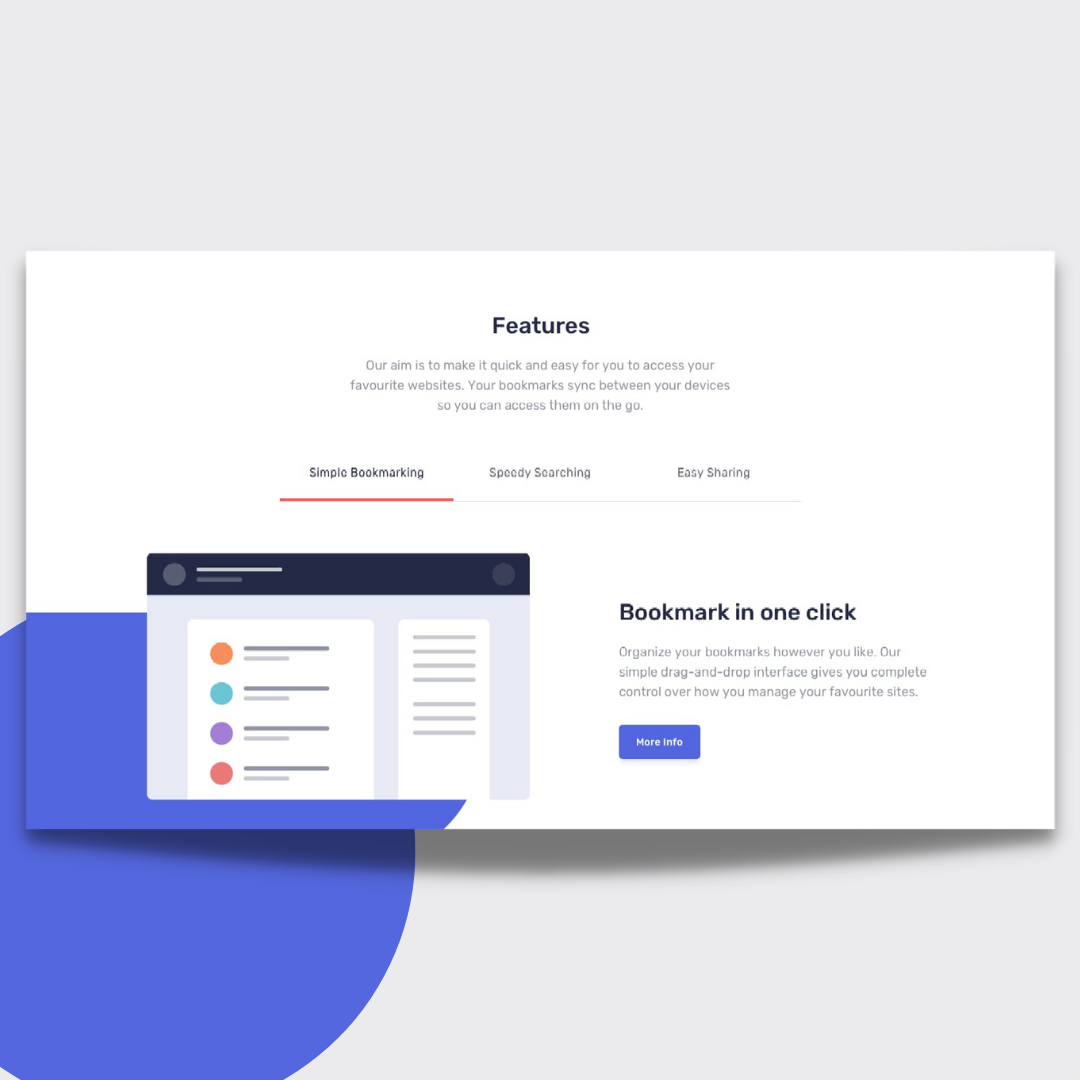 Features
Our aim is to make it quick and easy for you to access your
favourite websites. Your bookmarks sync between your devices
so you can access them on the go.
Simple Bookmarking
Speedy Searching
Easy Sharing
Bookmark in one click
Organize your bookmarks however you like. Our
simple drag-and-drop interface gives you complete
control over how you manage your favourite sites.
More Info